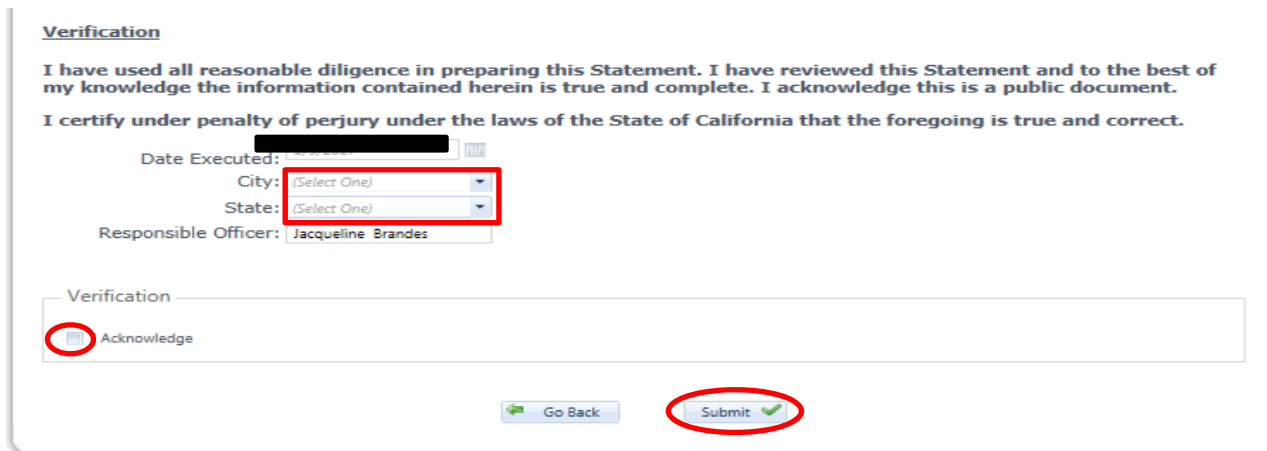 Verification
I have used all reasonable diligence in preparing this Statement. I have reviewed this Statement and to the best of
my knowledge the information contained herein is true and complete. I acknowledge this is a public document.
I certify under penalty of perjury under the laws of the State of California that the foregoing is true and correct.
Date Executed:
City: (Select One)
State: (Select One)
Responsible Officer: Jacqueline Brandes
Verification
Acknowledge
Go Back Submit